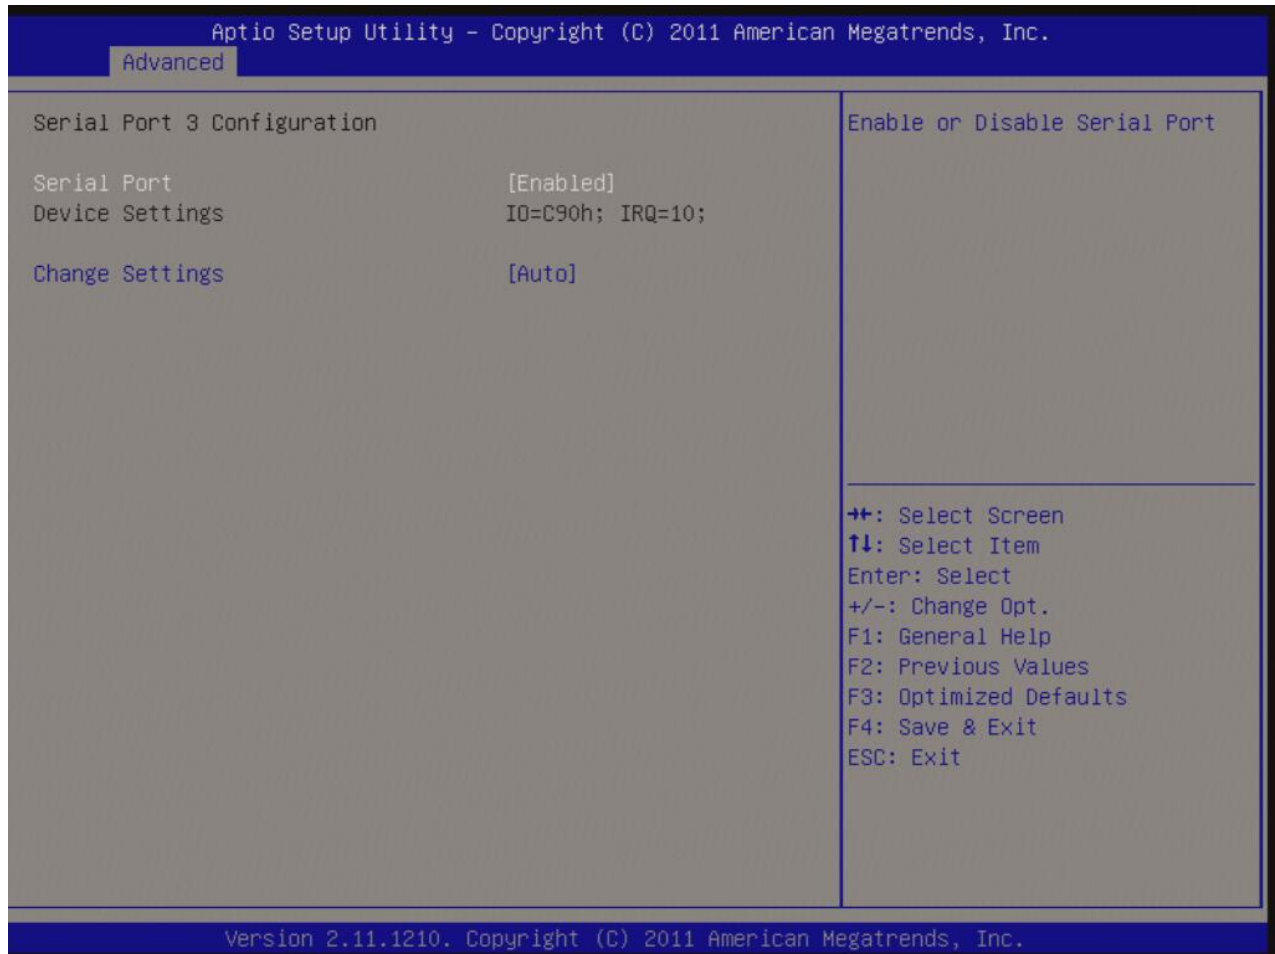 Aptio Setup Utility – Copyright (C) 2011 American Megatrends, Inc.
Advanced
Serial Port 3 Configuration
Serial Port [Enabled]
Device Settings IO=C90h; IRQ=10;
Change Settings [Auto]
Enable or Disable Serial Port
→←: Select Screen
↑↓: Select Item
Enter: Select
+/-: Change Opt.
F1: General Help
F2: Previous Values
F3: Optimized Defaults
F4: Save & Exit
ESC: Exit
Version 2.11.1210. Copyright (C) 2011 American Megatrends, Inc.